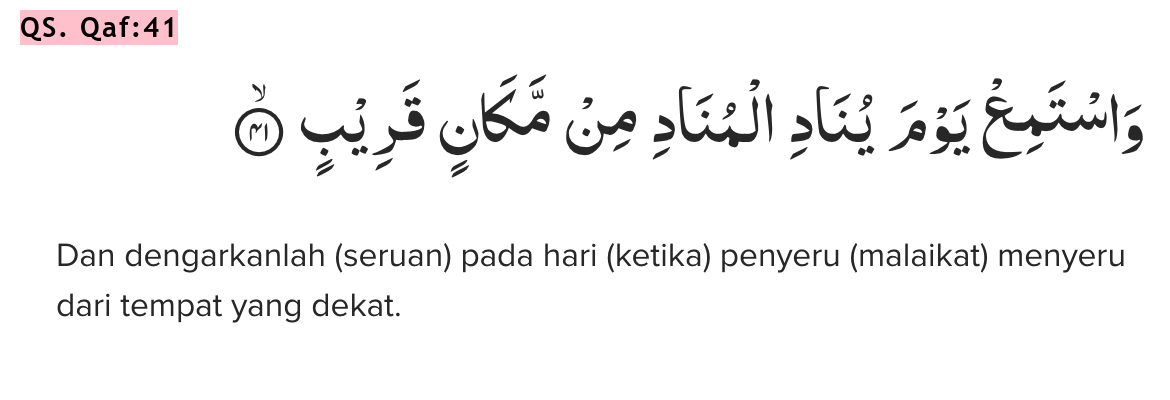 QS. Qaf:41
وَاسْتَمِعْ يَوْمَ يُنَادِ الْمُنَادِ مِنْ مَّكَانٍ قَرِيْبٍ ۙ ٤١
Dan dengarkanlah (seruan) pada hari (ketika) penyeru (malaikat) menyeru
dari tempat yang dekat.